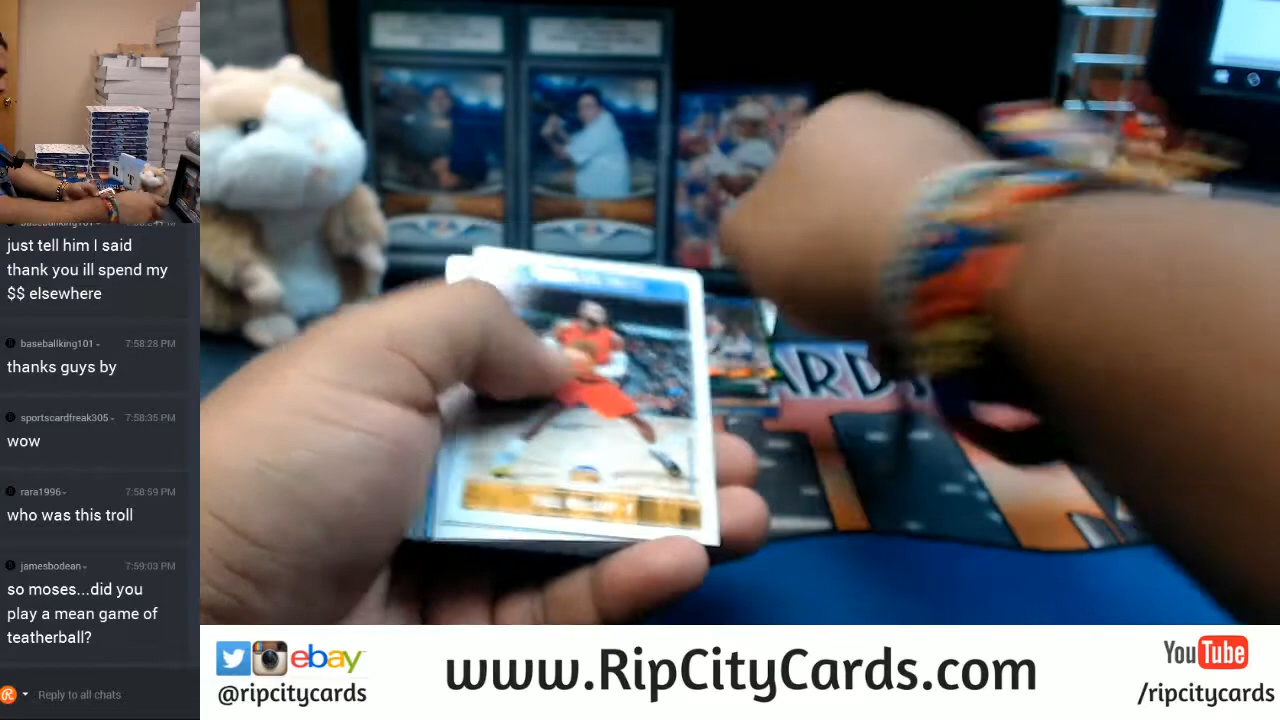 just tell him I said
thank you ill spend my
$$ elsewhere
baseballking101
7:58:28 PM
thanks guys by
sportscardfreak305
7:58:35 PM
wow
rara1996
7:58:59 PM
who was this troll
jamesbodean
7:59:03 PM
so moses...did you
play a mean game of
teatherball?
Reply to all chats
ARDS
ebay
@ripcitycards
www.RipCityCards.com
YouTube
/ripcitycards